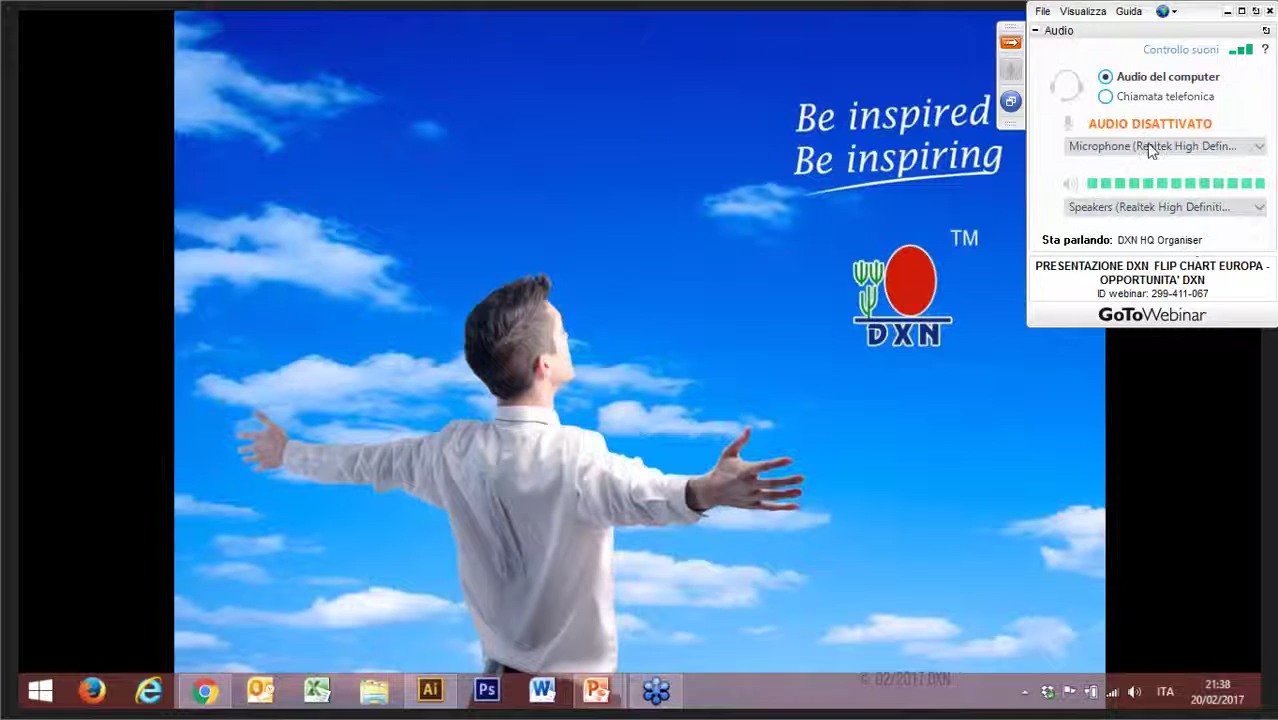 File Visualizza Guida
Audio
Controllo suoni ?
Audio del computer
Chiamata telefonica
AUDIO DISATTIVATO
Microphone (Realtek High Defin...
Speakers (Realtek High Definiti...
Sta parlando: DXN HQ Organiser
PRESENTAZIONE DXN FLIP CHART EUROPA -
OPPORTUNITA' DXN
ID webinar: 299-411-067
GoToWebinar
Be inspired
Be inspiring
TM
DXN
© 02/2017 DXN
Ai
Ps
ITA
21:38
20/02/2017